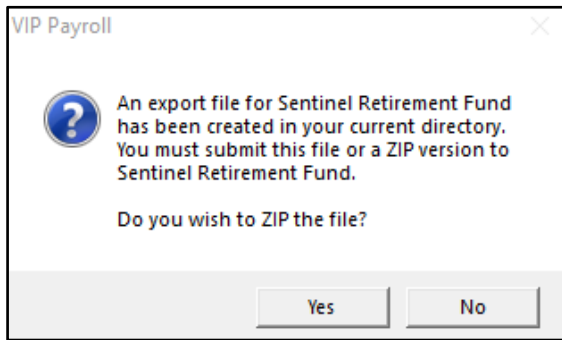 VIP Payroll
An export file for Sentinel Retirement Fund
has been created in your current directory.
You must submit this file or a ZIP version to
Sentinel Retirement Fund.
Do you wish to ZIP the file?
Yes
No